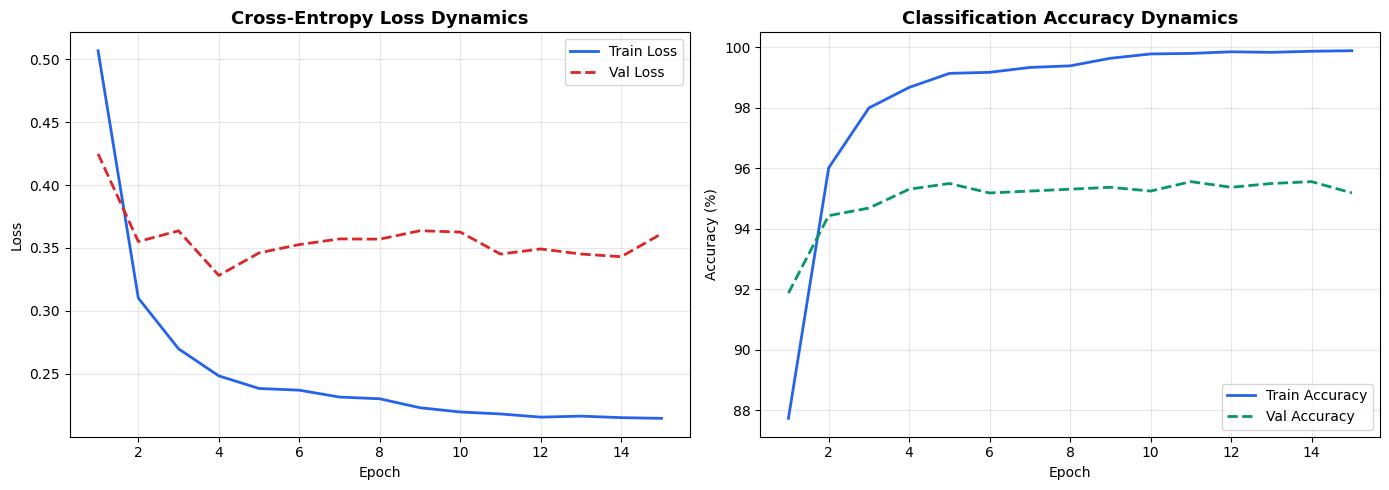 Cross-Entropy Loss Dynamics
Loss
0.50
0.45
0.40
0.35
0.30
0.25
Train Loss
Val Loss
2 4 6 8 10 12 14
Epoch
Classification Accuracy Dynamics
Accuracy (%)
100
98
96
94
92
90
88
Train Accuracy
Val Accuracy
2 4 6 8 10 12 14
Epoch